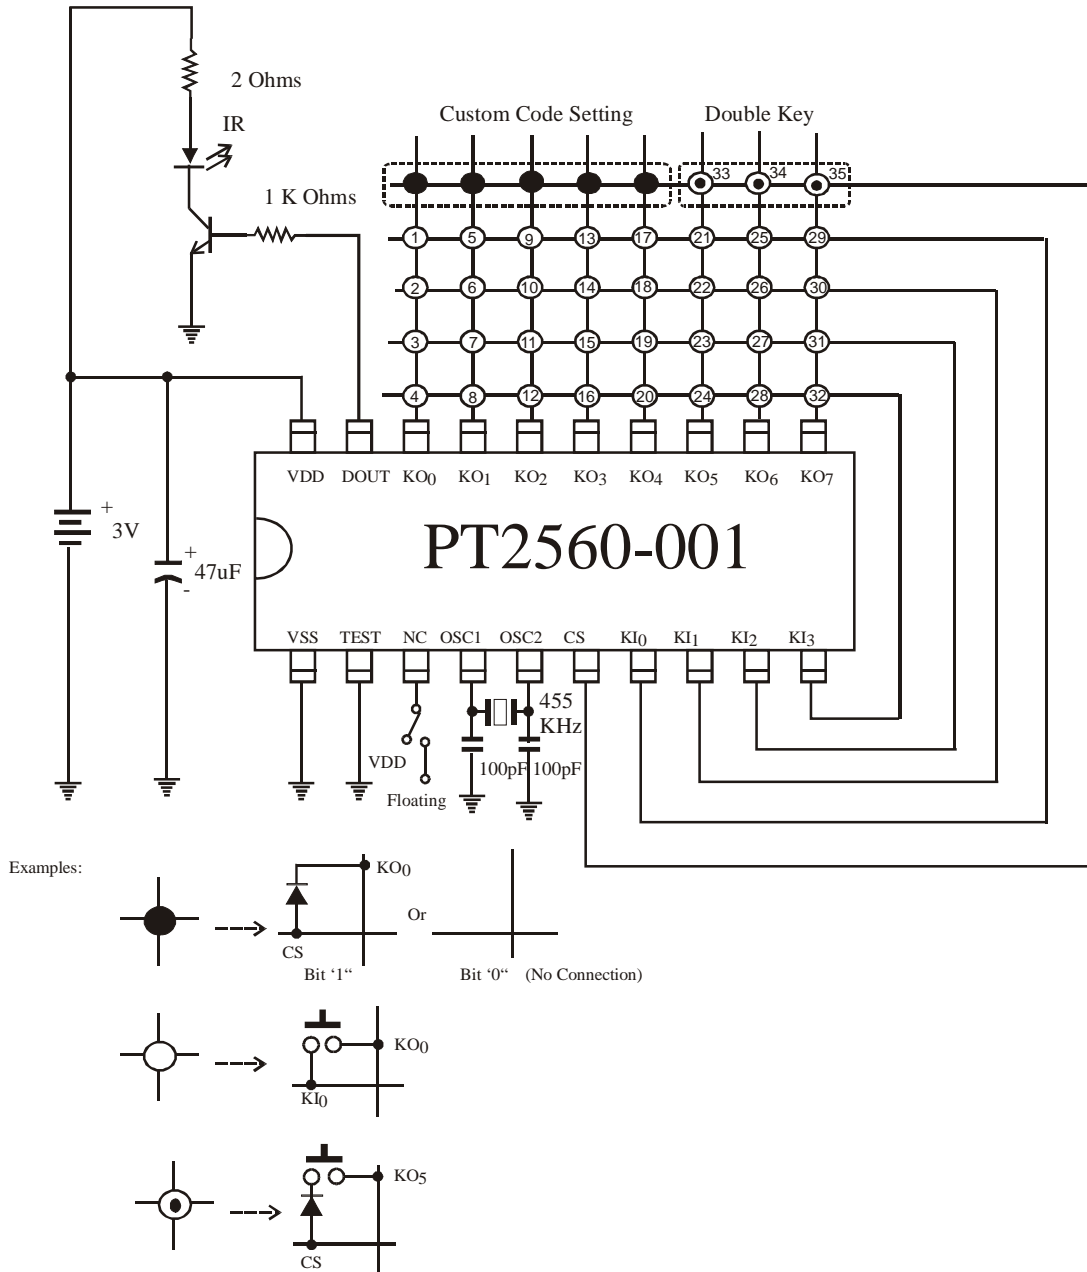 2 Ohms
IR
1 K Ohms
Custom Code Setting
Double Key
33 34 35
1 5 9 13 17 21 25 29
2 6 10 14 18 22 26 30
3 7 11 15 19 23 27 31
4 8 12 16 20 24 28 32
VDD DOUT KO0 KO1 KO2 KO3 KO4 KO5 KO6 KO7
PT2560-001
+
3V
+
47uF
-
VSS TEST NC OSC1 OSC2 CS KI0 KI1 KI2 KI3
455
KHz
VDD
100pF 100pF
Floating
Examples:
KO0
Or
CS
Bit ‘1“
Bit ‘0“ (No Connection)
KO0
KI0
KO5
CS